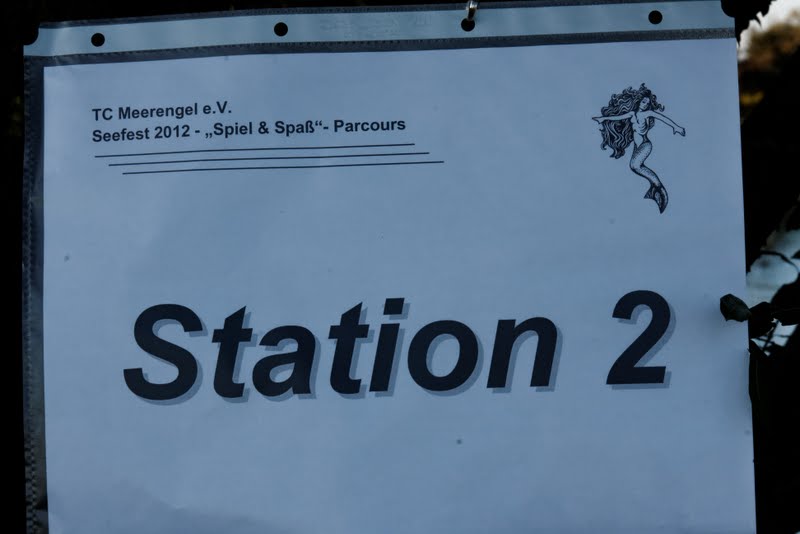 TC Meerengel e.V.
Seefest 2012 - „Spiel & Spaß“- Parcours
Station 2